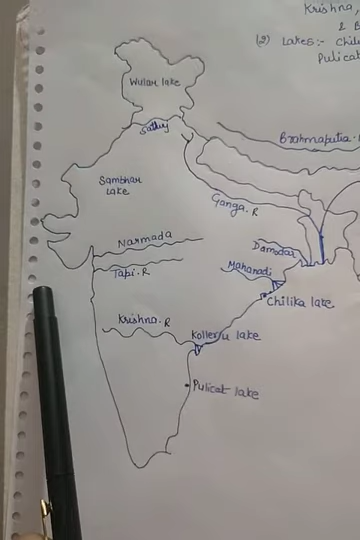 Krishna,
& B
(2) Lakes:- Chil
Pulicat
Wular lake
Satluj
Brahmaputra.
Sambhar
lake
Ganga.R
Narmada
Damodar
Tapi.R
Mahanadi
Chilika lake
Krishna.R
Kolleru lake
Pulicat lake